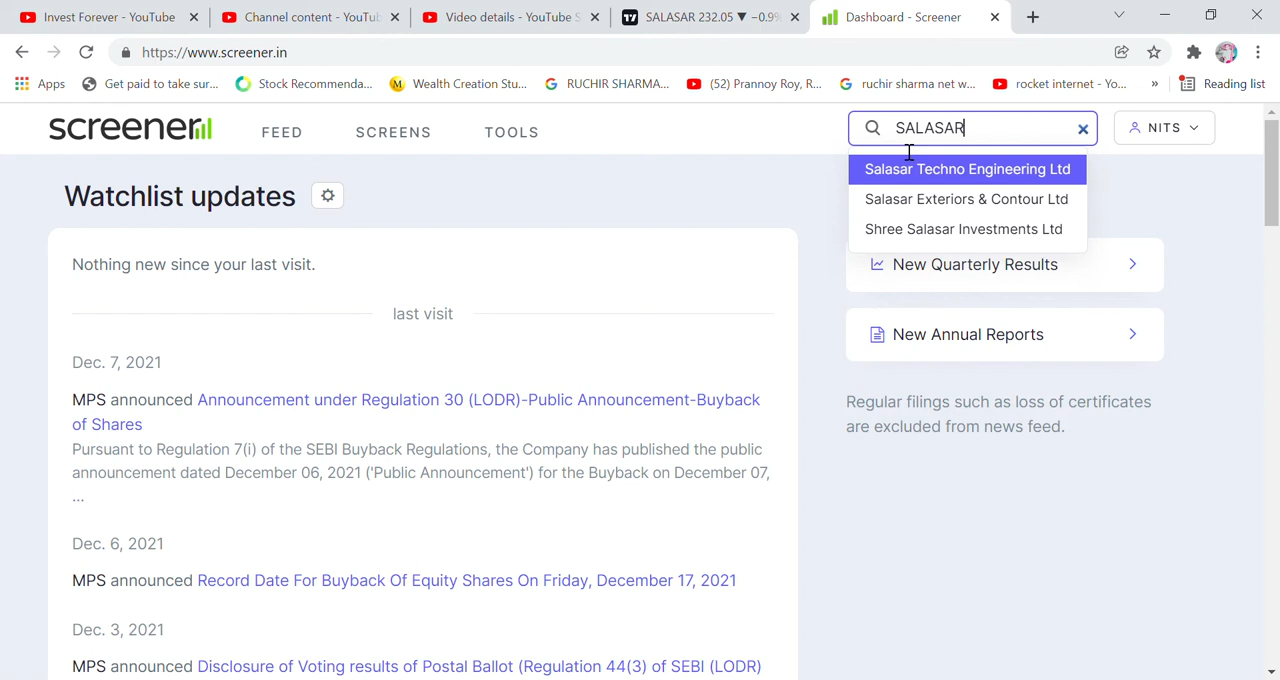 Invest Forever - YouTube
Channel content - YouTub
Video details - YouTube S
SALASAR 232.05 ▼ −0.9%
Dashboard - Screener
https://www.screener.in
Apps
Get paid to take sur...
Stock Recommenda...
Wealth Creation Stu...
RUCHIR SHARMA...
(52) Prannoy Roy, R...
ruchir sharma net w...
rocket internet - Yo...
»
Reading list
screener
FEED
SCREENS
TOOLS
SALASAR
NITS
Salasar Techno Engineering Ltd
Salasar Exteriors & Contour Ltd
Shree Salasar Investments Ltd
Watchlist updates
Nothing new since your last visit.
last visit
Dec. 7, 2021
MPS announced Announcement under Regulation 30 (LODR)-Public Announcement-Buyback
of Shares
Pursuant to Regulation 7(i) of the SEBI Buyback Regulations, the Company has published the public
announcement dated December 06, 2021 ('Public Announcement') for the Buyback on December 07,
...
Dec. 6, 2021
MPS announced Record Date For Buyback Of Equity Shares On Friday, December 17, 2021
Dec. 3, 2021
MPS announced Disclosure of Voting results of Postal Ballot (Regulation 44(3) of SEBI (LODR)
New Quarterly Results
New Annual Reports
Regular filings such as loss of certificates
are excluded from news feed.